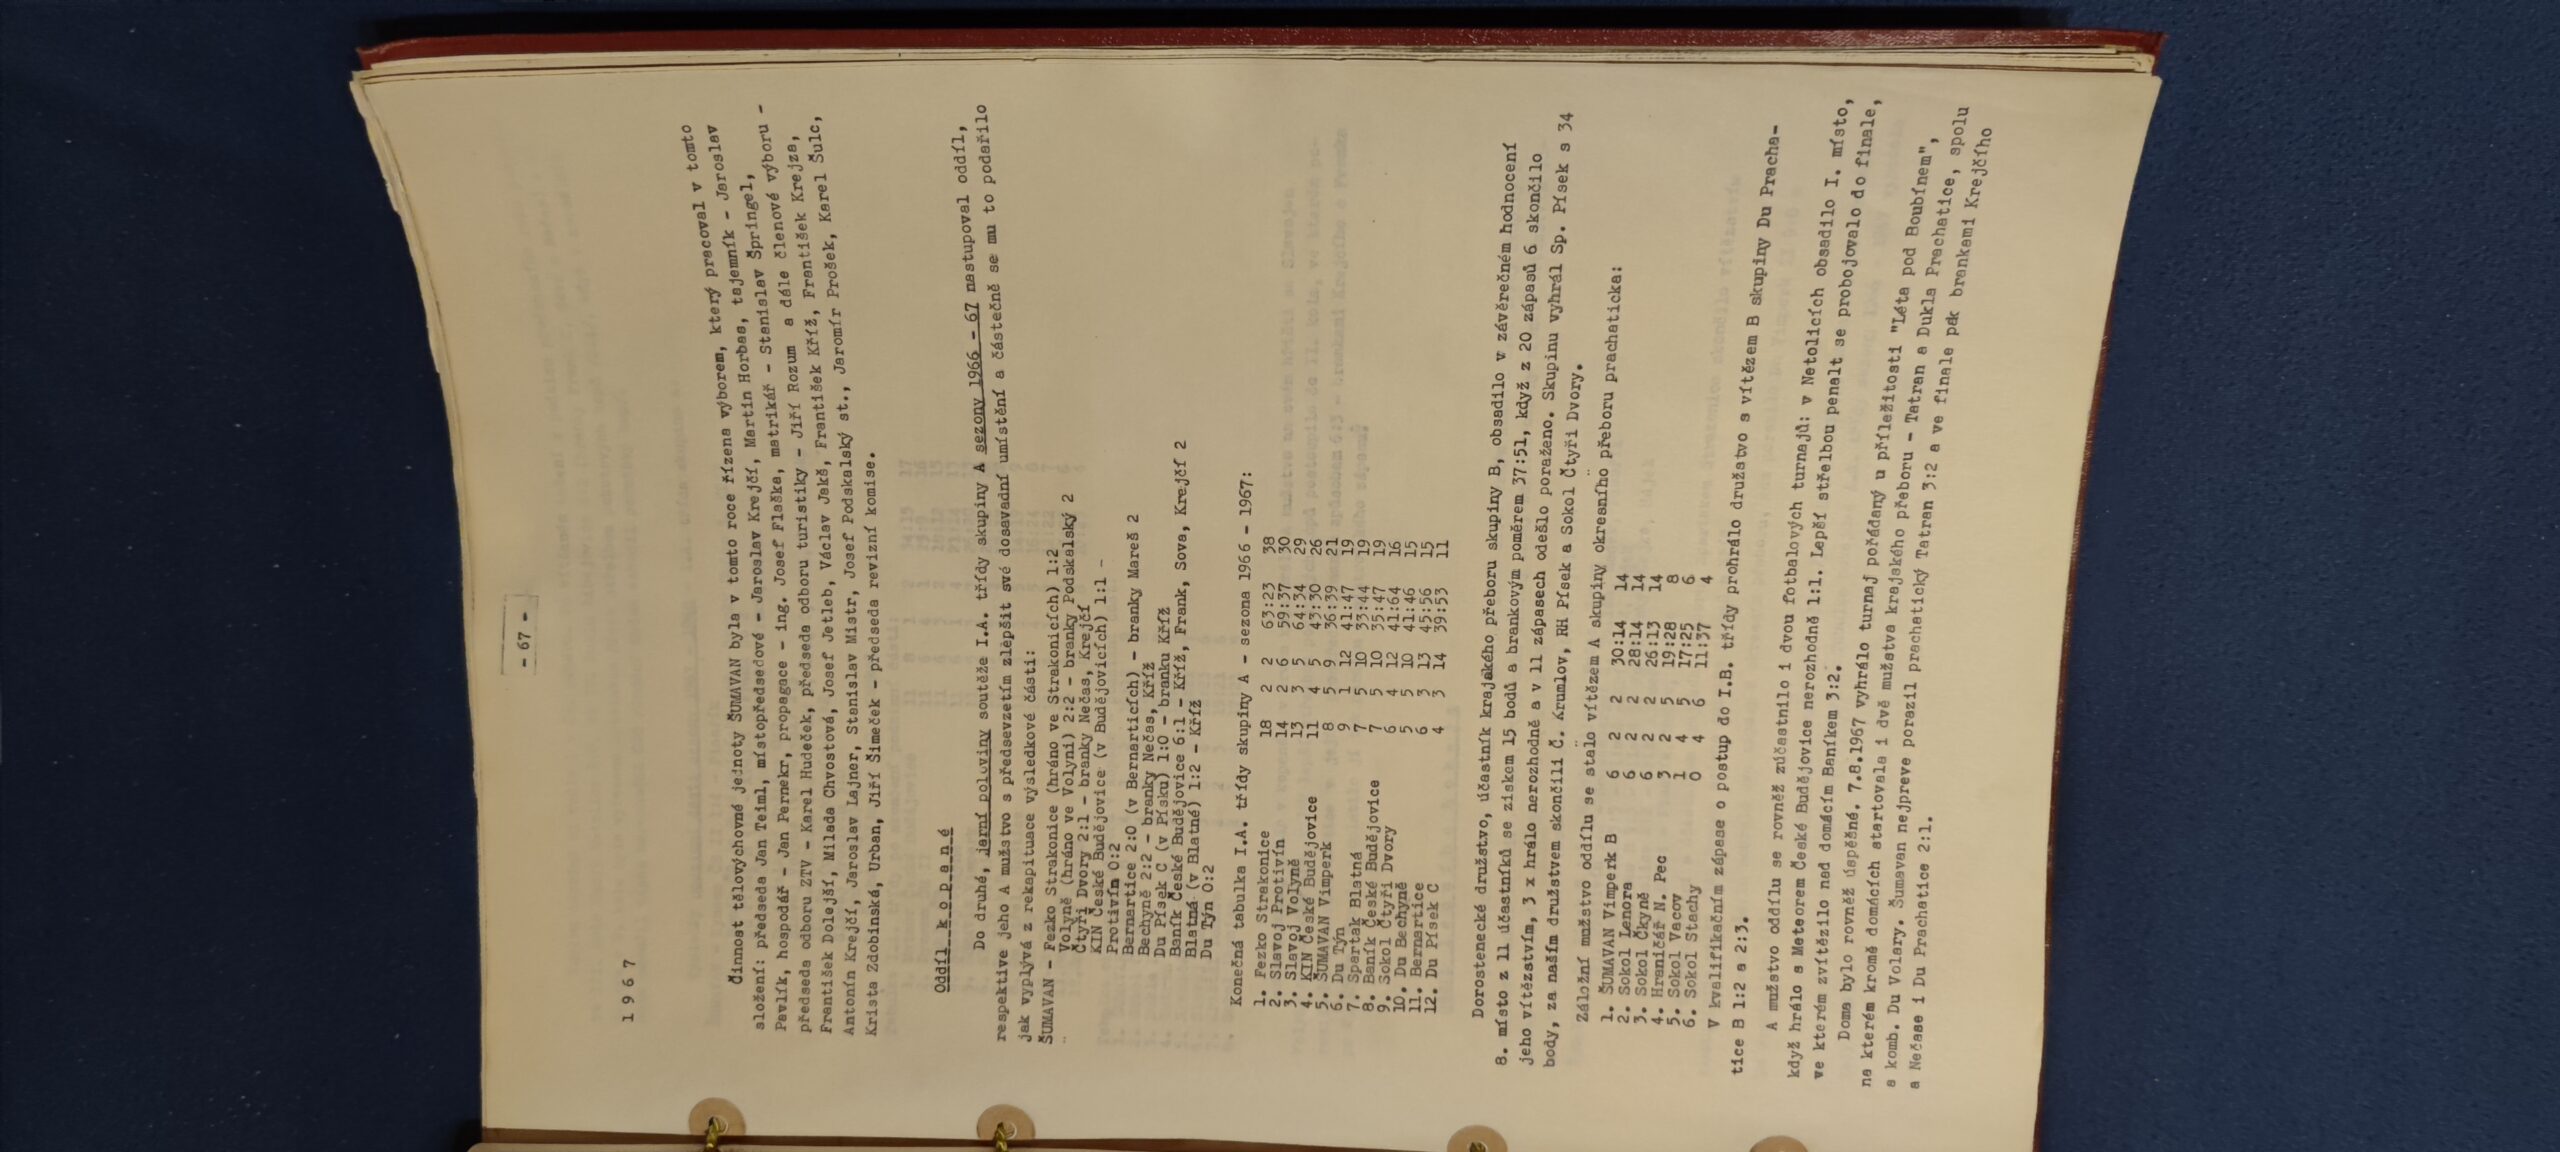 - 67 -
1 9 6 7
Činnost tělovýchovné jednoty ŠUMAVAN byla v tomto roce řízena výborem, který pracoval v tomto
složení: předseda Jan Teiml, místopředsedové - Jaroslav Krejčí, Martin Horbas, tajemník - Jaroslav
Pavlík, hospodář - Jan Pernekr, propagace - ing. Josef Flaška, matrikář - Stanislav Špringel,
předseda odboru ZTV - Karel Hudeček, předseda odboru turistiky - Jiří Rozum a dále členové výboru -
František Dolejší, Milada Chvostová, Josef Jetleb, Václav Jakš, František Kříž, František Krejza,
Antonín Krejčí, Jaroslav Lajner, Stanislav Mistr, Josef Podskalský st., Jaromír Prošek, Karel Šulc,
Krista Zdobinská, Urban, Jiří Šimeček - předseda revizní komise.
Oddíl k o p a n é
Do druhé, jarní poloviny soutěže I.A. třídy skupiny A sezony 1966 - 67 nastupoval oddíl,
respektive jeho A mužstvo s předsevzetím zlepšit své dosavadní umístění a částečně se mu to podařilo
jak vyplývá z rekapituace výsledkové části:
ŠUMAVAN - Fezko Strakonice (hráno ve Strakonicích) 1:2
" Volyně (hráno ve Volyni) 2:2 - branky Podskalský 2
Čtyři Dvory 2:1 - branky Nečas, Krejčí
KIN České Budějovice (v Budějovicích) 1:1 -
Protivín 0:2
Bernartice 2:0 (v Bernarticích) - branky Mareš 2
Bechyně 2:2 - branky Nečas, Kříž
Du Písek C (v Písku) 1:0 - branku Kříž
Baník České Budějovice 6:1 - Kříž, Frank, Sova, Krejčí 2
Blatná (v Blatné) 1:2 - Kříž
Du Týn 0:2
Konečná tabulka I.A. třídy skupiny A - sezona 1966 - 1967:
1. Fezko Strakonice 18 2 2 63:23 38
2. Slavoj Protivín 14 2 6 59:37 30
3. Slavoj Volyně 13 3 5 64:34 29
4. KIN České Budějovice 11 4 5 43:30 26
5. ŠUMAVAN Vimperk 8 5 9 36:39 21
6. Du Týn 9 1 12 41:47 19
7. Spartak Blatná 7 5 10 33:44 19
8. Baník České Budějovice 7 5 10 35:47 19
9. Sokol Čtyři Dvory 6 4 12 41:64 16
10. Du Bechyně 5 5 10 41:46 15
11. Bernartice 6 3 13 45:56 15
12. Du Písek C 4 3 14 39:53 11
Dorostenecké družstvo, účastník krajského přeboru skupiny B, obsadilo v závěrečném hodnocení
8. místo z 11 účastníků se ziskem 15 bodů a brankovým poměrem 37:51, když z 20 zápasů 6 skončilo
jeho vítězstvím, 3 x hrálo nerozhodně a v 11 zápasech odešlo poraženo. Skupinu vyhrál Sp. Písek s 34
body, za naším družstvem skončili Č. Krumlov, RH Písek a Sokol Čtyři Dvory.
Záložní mužstvo oddílu se stalo vítězem A skupiny okresního přeboru prachaticka:
1. ŠUMAVAN Vimperk B 6 2 2 30:14 14
2. Sokol Lenora 6 2 2 28:14 14
3. Sokol Čkyně 6 2 2 26:13 14
4. Hraničář N. Pec 3 2 5 19:28 8
5. Sokol Vacov 1 4 5 17:25 6
6. Sokol Stachy 0 4 6 11:37 4
V kvalifikačním zápase o postup do I.B. třídy prohrálo družstvo s vítězem B skupiny Du Pracha-
tice B 1:2 a 2:3.
A mužstvo oddílu se rovněž zúčastnilo i dvou fotbalových turnajů: v Netolicích obsadilo I. místo,
když hrálo s Meteorem České Budějovice nerozhodně 1:1. Lepší střelbou penalt se probojovalo do finale,
ve kterém zvítězilo nad domácím Baníkem 3:2.
Doma bylo rovněž úspěšné. 7.8.1967 vyhrálo turnaj pořádaný u příležitosti "Léta pod Boubínem",
na kterém kromě domácích startovala i dvě mužstva krajského přeboru - Tatran a Dukla Prachatice, spolu
s komb. Du Volary. Šumavan nejprve porazil prachatický Tatran 3:2 a ve finale pak brankami Krejčího
a Nečase i Du Prachatice 2:1.